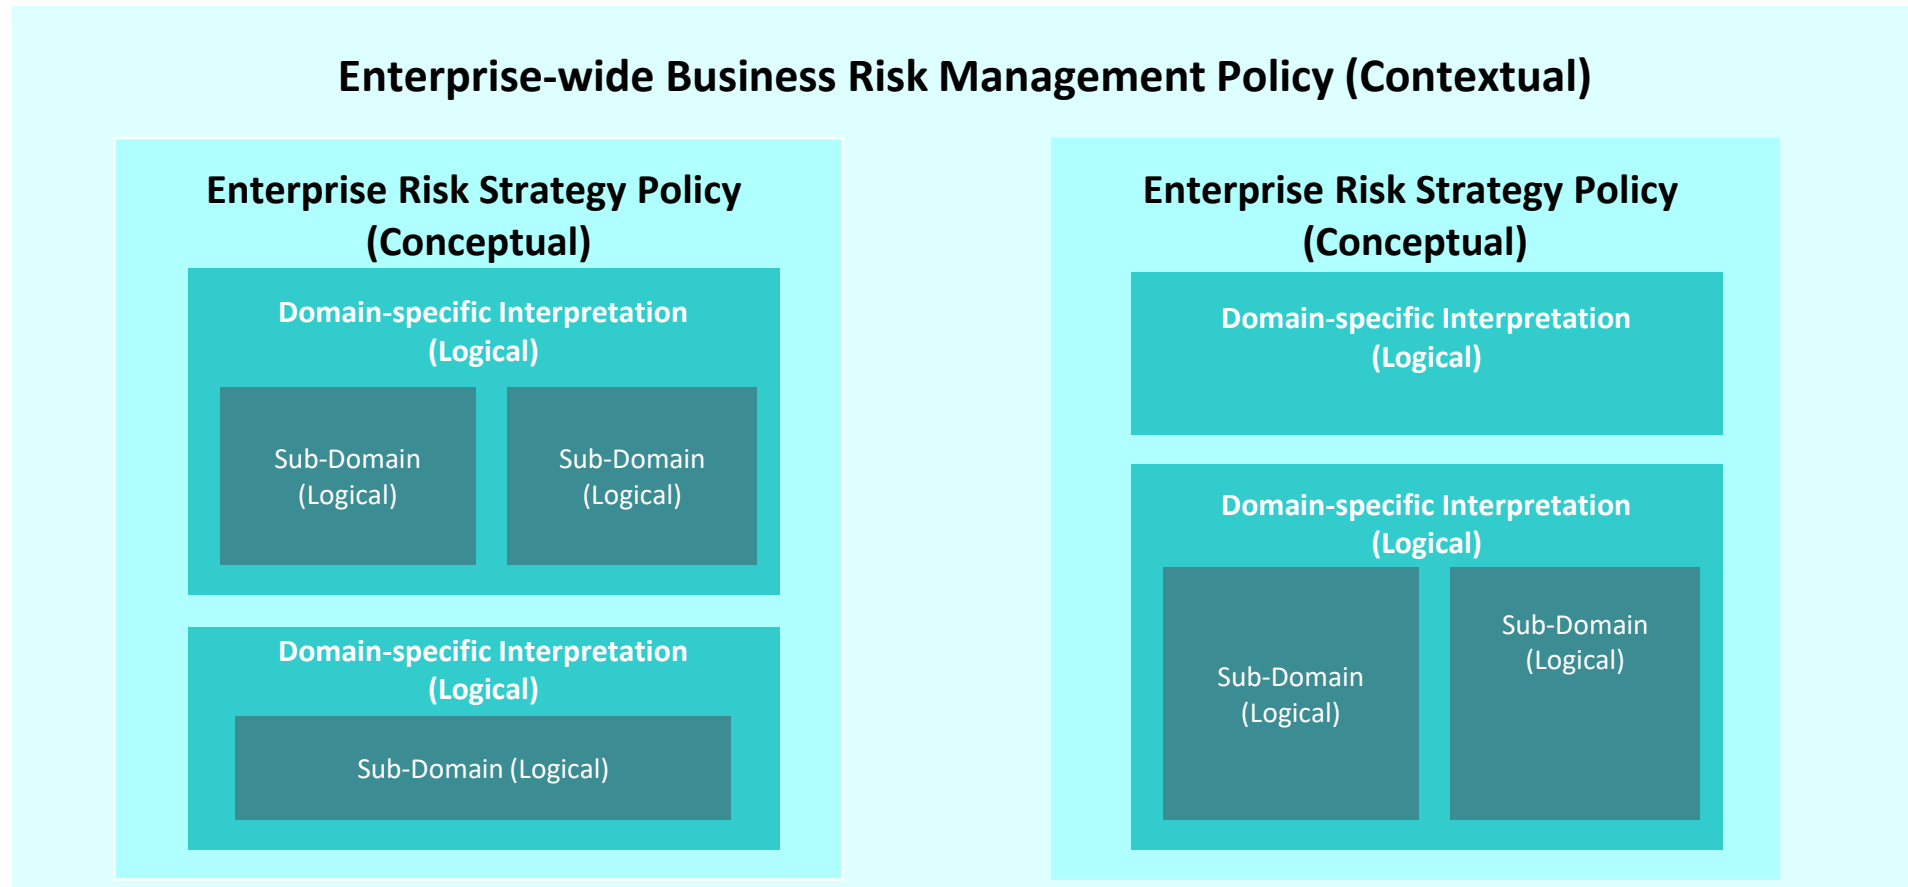 Enterprise-wide Business Risk Management Policy (Contextual)
Enterprise Risk Strategy Policy
(Conceptual)
Domain-specific Interpretation
(Logical)
Sub-Domain
(Logical)
Sub-Domain
(Logical)
Domain-specific Interpretation
(Logical)
Sub-Domain (Logical)
Enterprise Risk Strategy Policy
(Conceptual)
Domain-specific Interpretation
(Logical)
Domain-specific Interpretation
(Logical)
Sub-Domain
(Logical)
Sub-Domain
(Logical)